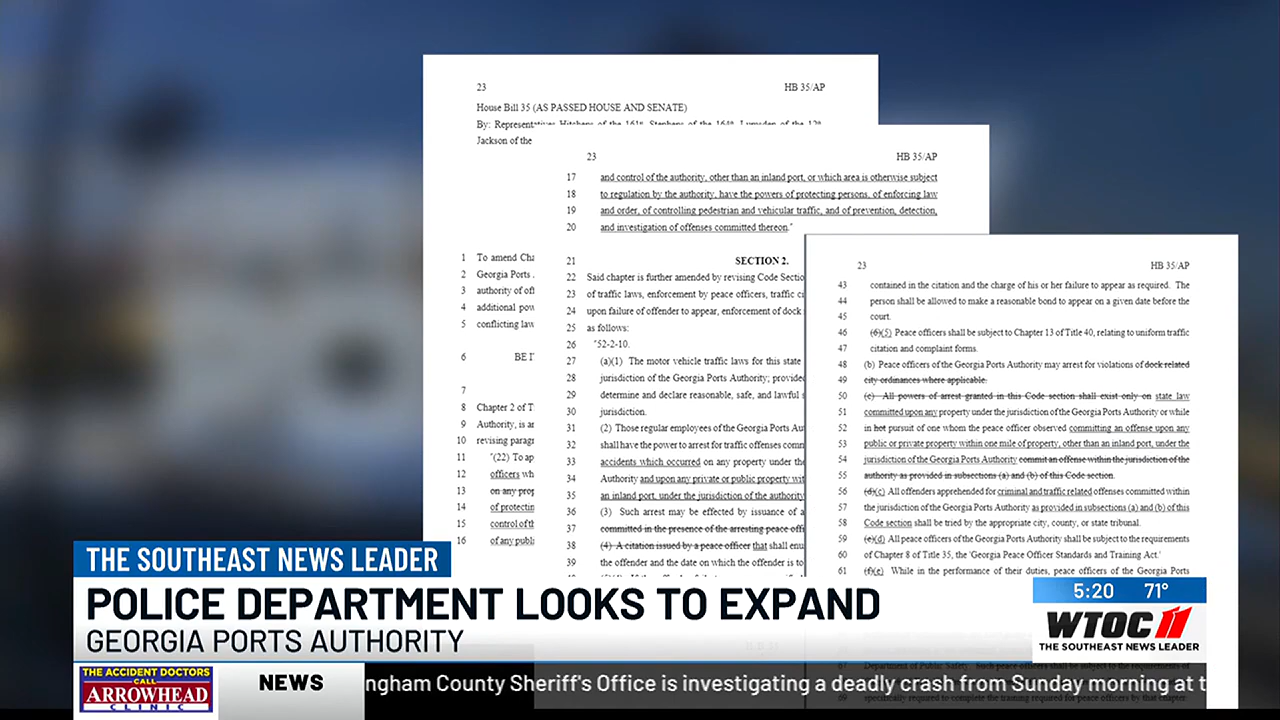 23 HB 35/AP
House Bill 35 (AS PASSED HOUSE AND SENATE)
By: Representatives Hitchens of the 161st, Stephens of the 164th, Lumsden of the 12th
Jackson of the
1 To amend Cha
2 Georgia Ports
3 authority of off
4 additional pow
5 conflicting law
6 BE I
7
8 Chapter 2 of T
9 Authority, is ar
10 revising paragr
11 "(22) To ap
12 officers wh
13 on any prop
14 of protectin
15 control of th
16 of any publi
23 HB 35/AP
17 and control of the authority, other than an inland port, or which area is otherwise subject
18 to regulation by the authority, have the powers of protecting persons, of enforcing law
19 and order, of controlling pedestrian and vehicular traffic, and of prevention, detection,
20 and investigation of offenses committed thereon."
21 SECTION 2.
22 Said chapter is further amended by revising Code Sectio
23 of traffic laws, enforcement by peace officers, traffic ci
24 upon failure of offender to appear, enforcement of dock
25 as follows:
26 "52-2-10.
27 (a)(1) The motor vehicle traffic laws for this state
28 jurisdiction of the Georgia Ports Authority; provide
29 determine and declare reasonable, safe, and lawful
30 jurisdiction.
31 (2) Those regular employees of the Georgia Ports Au
32 shall have the power to arrest for traffic offenses comm
33 accidents which occurred on any property under the
34 Authority and upon any private or public property wit
35 an inland port, under the jurisdiction of the authority
36 (3) Such arrest may be effected by issuance of a
37 committed in the presence of the arresting peace offi
38 (4) A citation issued by a peace officer that shall enu
39 the offender and the date on which the offender is to
23 HB 35/AP
43 contained in the citation and the charge of his or her failure to appear as required. The
44 person shall be allowed to make a reasonable bond to appear on a given date before the
45 court.
46 (6)(5) Peace officers shall be subject to Chapter 13 of Title 40, relating to uniform traffic
47 citation and complaint forms.
48 (b) Peace officers of the Georgia Ports Authority may arrest for violations of dock related
49 city ordinances where applicable.
50 (c) All powers of arrest granted in this Code section shall exist only on state law
51 committed upon any property under the jurisdiction of the Georgia Ports Authority or while
52 in hot pursuit of one whom the peace officer observed committing an offense upon any
53 public or private property within one mile of property, other than an inland port, under the
54 jurisdiction of the Georgia Ports Authority commit an offense within the jurisdiction of the
55 authority as provided in subsections (a) and (b) of this Code section.
56 (d)(c) All offenders apprehended for criminal and traffic related offenses committed within
57 the jurisdiction of the Georgia Ports Authority as provided in subsections (a) and (b) of this
58 Code section shall be tried by the appropriate city, county, or state tribunal.
59 (e)(d) All peace officers of the Georgia Ports Authority shall be subject to the requirements
60 of Chapter 8 of Title 35, the 'Georgia Peace Officer Standards and Training Act.'
61 (f)(e) While in the performance of their duties, peace officers of the Georgia Ports
THE SOUTHEAST NEWS LEADER
POLICE DEPARTMENT LOOKS TO EXPAND
GEORGIA PORTS AUTHORITY
5:20 71°
WTOC 11
THE SOUTHEAST NEWS LEADER
THE ACCIDENT DOCTORS
CALL
ARROWHEAD
CLINIC
NEWS
ngham County Sheriff's Office is investigating a deadly crash from Sunday morning at t